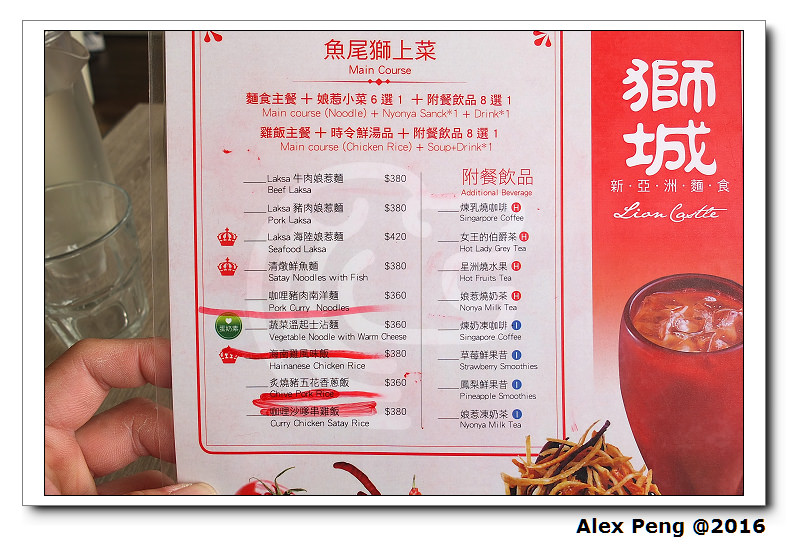 魚尾獅上菜
Main Course
麵食主餐 + 娘惹小菜 6 選 1 + 附餐飲品 8 選 1
Main course (Noodle) + Nyonya Sanck*1 + Drink*1
雞飯主餐 + 時令鮮湯品 + 附餐飲品 8 選 1
Main course (Chicken Rice) + Soup+Drink*1
Laksa 牛肉娘惹麵 $380
Beef Laksa
Laksa 豬肉娘惹麵 $380
Pork Laksa
Laksa 海陸娘惹麵 $420
Seafood Laksa
清燉鮮魚麵 $380
Satay Noodles with Fish
咖哩豬肉南洋麵 $360
Pork Curry Noodles
蛋奶素
蔬菜溫起士沾麵 $360
Vegetable Noodle with Warm Cheese
海南雞風味飯 $380
Hainanese Chicken Rice
炙燒豬五花香蔥飯 $360
Chive Pork Rice
咖哩沙嗲串雞飯 $380
Curry Chicken Satay Rice
附餐飲品
Additional Beverage
煉乳燒咖啡 H
Singarpore Coffee
女王的伯爵茶 H
Hot Lady Grey Tea
星洲燒水果 H
Hot Fruits Tea
娘惹燒奶茶 H
Nonya Milk Tea
煉奶凍咖啡 I
Singapore Coffee
草莓鮮果昔 I
Strawberry Smoothies
鳳梨鮮果昔 I
Pineapple Smoothies
娘惹凍奶茶 I
Nyonya Milk Tea
獅城
新·亞·洲·麵·食
Lion Castle
Alex Peng @2016